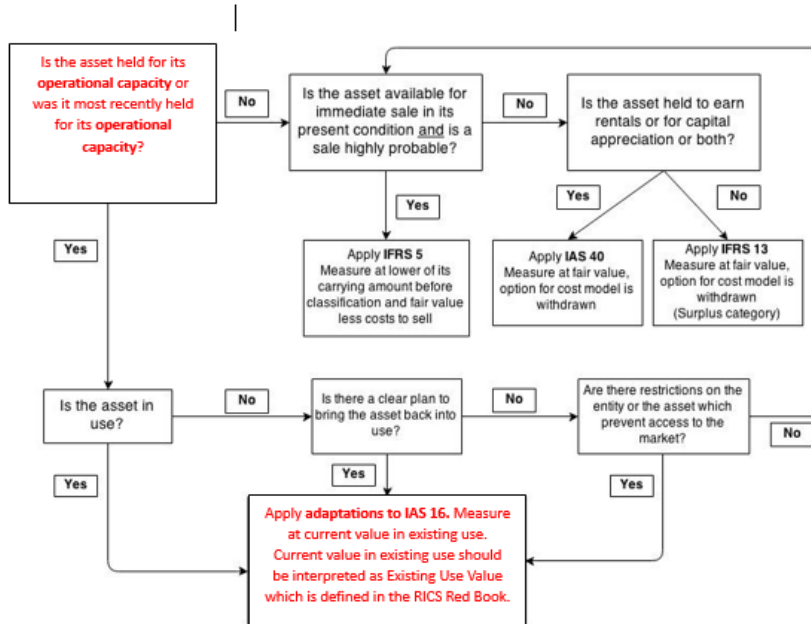 Is the asset held for its
operational capacity or
was it most recently held
for its operational
capacity?
No
Is the asset available for
immediate sale in its
present condition and is a
sale highly probable?
No
Is the asset held to earn
rentals or for capital
appreciation or both?
Yes
Yes
Yes
No
Apply IFRS 5
Measure at lower of its
carrying amount before
classification and fair value
less costs to sell
Apply IAS 40
Measure at fair value,
option for cost model is
withdrawn
Apply IFRS 13
Measure at fair value,
option for cost model is
withdrawn
(Surplus category)
Is the asset in
use?
No
Is there a clear plan to
bring the asset back into
use?
No
Are there restrictions on the
entity or the asset which
prevent access to the
market?
No
Yes
Yes
Yes
Apply adaptations to IAS 16. Measure
at current value in existing use.
Current value in existing use should
be interpreted as Existing Use Value
which is defined in the RICS Red Book.